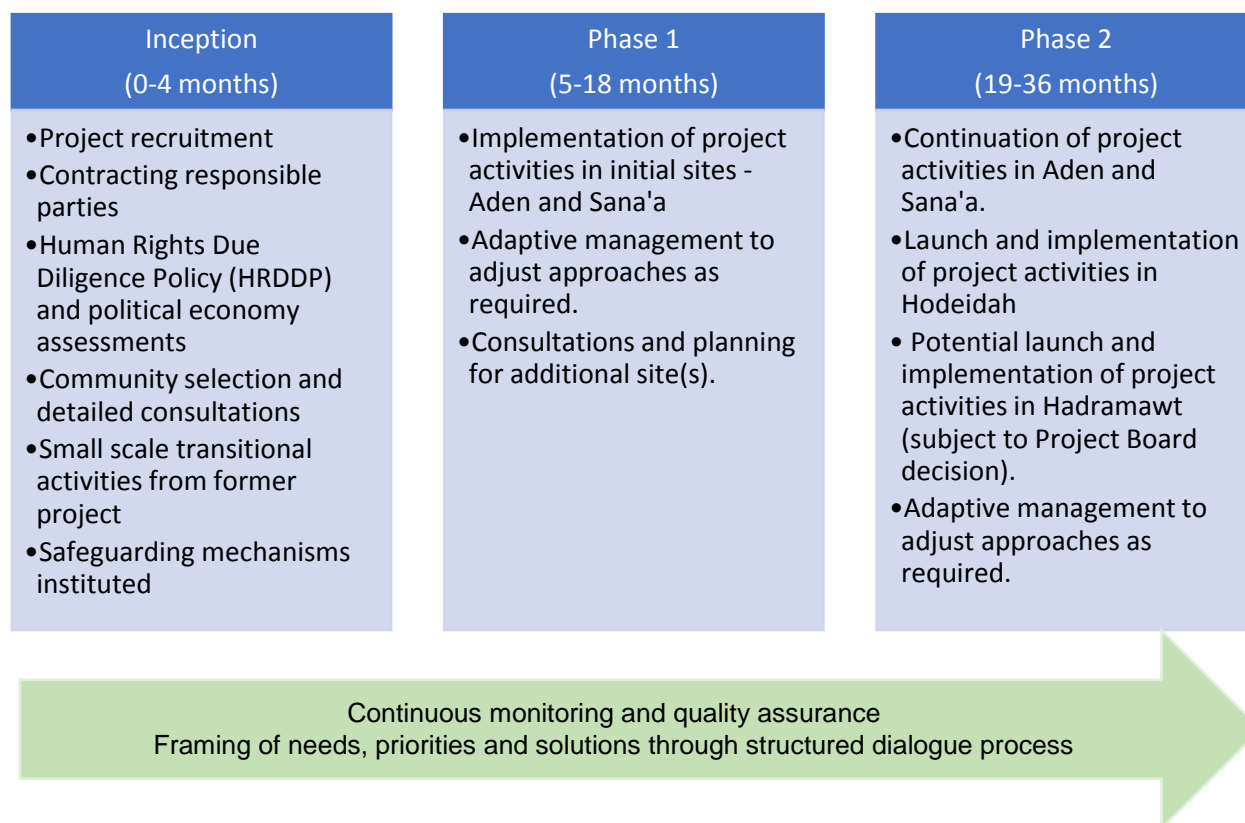 Inception
(0-4 months)
•Project recruitment
•Contracting responsible
parties
•Human Rights Due
Diligence Policy (HRDDP)
and political economy
assessments
•Community selection and
detailed consultations
•Small scale transitional
activities from former
project
•Safeguarding mechanisms
instituted
Phase 1
(5-18 months)
•Implementation of project
activities in initial sites -
Aden and Sana'a
•Adaptive management to
adjust approaches as
required.
•Consultations and planning
for additional site(s).
Phase 2
(19-36 months)
•Continuation of project
activities in Aden and
Sana'a.
•Launch and implementation
of project activities in
Hodeidah
• Potential launch and
implementation of project
activities in Hadramawt
(subject to Project Board
decision).
•Adaptive management to
adjust approaches as
required.
Continuous monitoring and quality assurance
Framing of needs, priorities and solutions through structured dialogue process